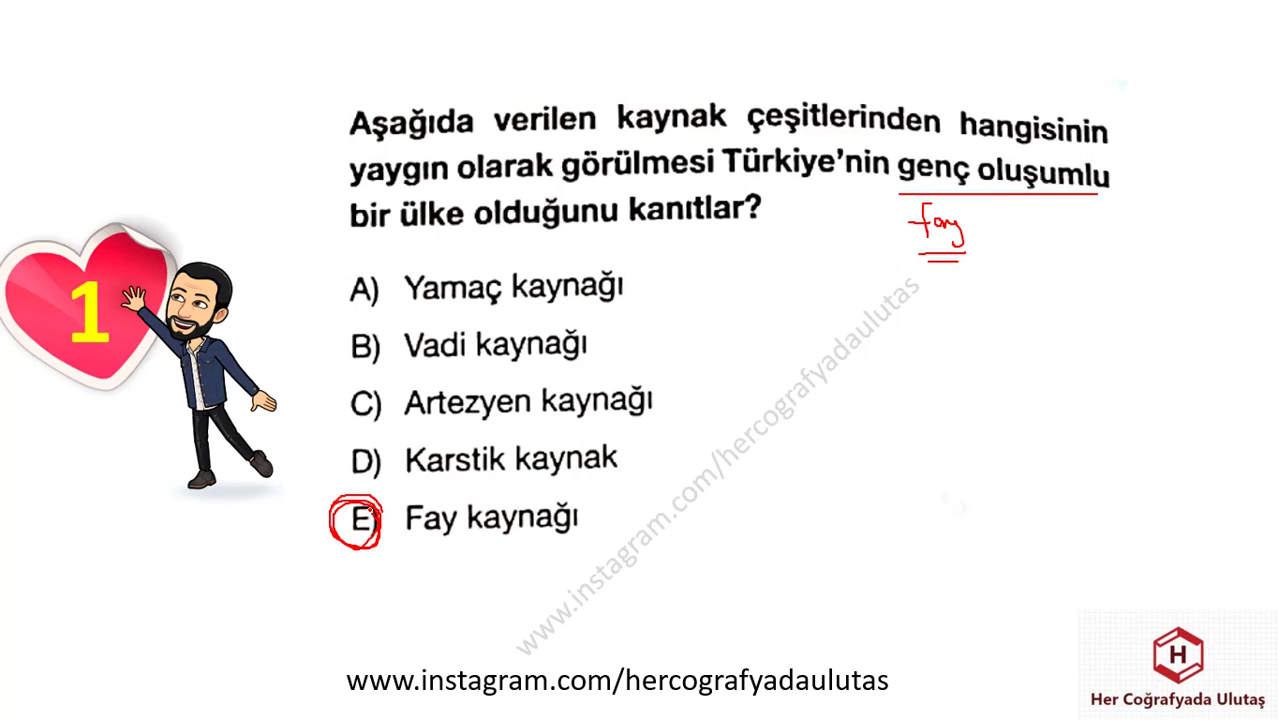 Aşağıda verilen kaynak çeşitlerinden hangisinin
yaygın olarak görülmesi Türkiye'nin genç oluşumlu
bir ülke olduğunu kanıtlar?
fay
1
A) Yamaç kaynağı
B) Vadi kaynağı
C) Artezyen kaynağı
D) Karstik kaynak
E) Fay kaynağı
www.instagram.com/hercografyadaulutas
www.instagram.com/hercografyadaulutas
H
Her Coğrafyada Ulutaş